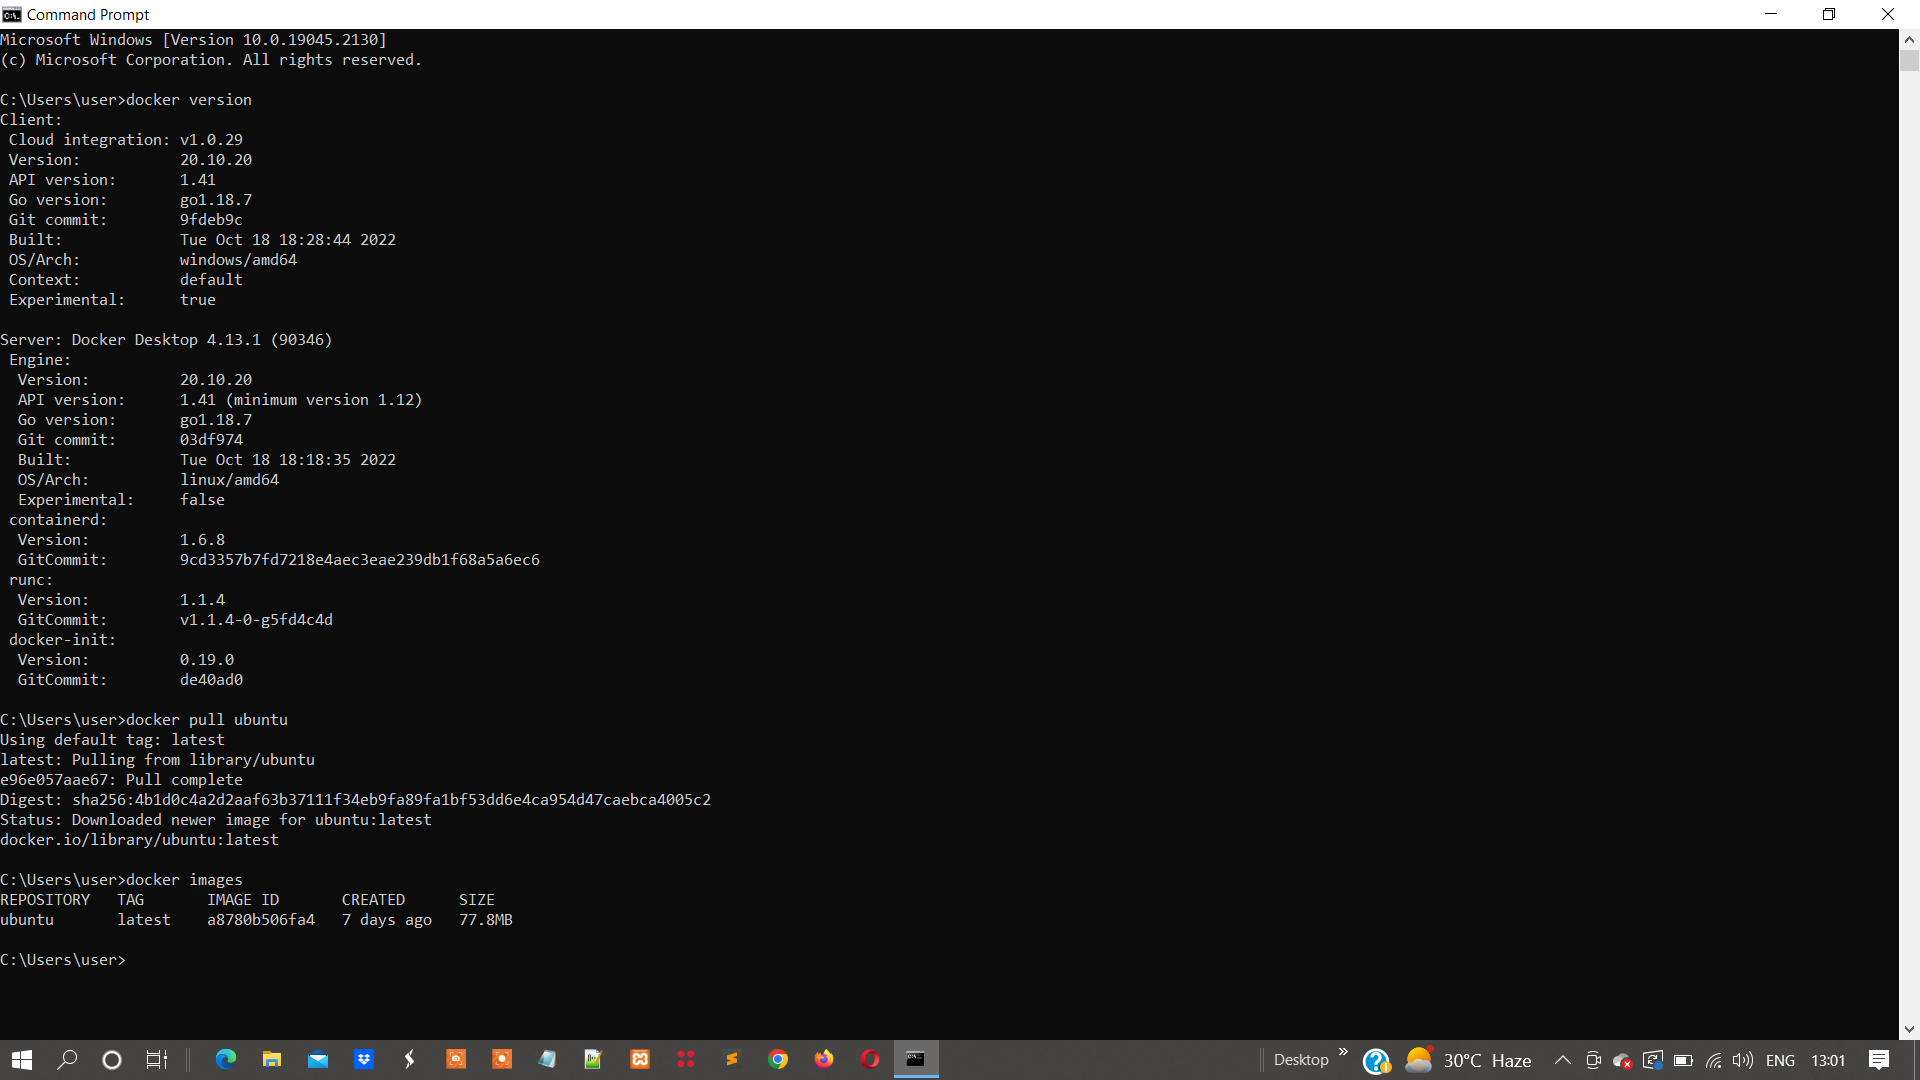 Command Prompt
Microsoft Windows [Version 10.0.19045.2130]
(c) Microsoft Corporation. All rights reserved.
C:\Users\user>docker version
Client:
Cloud integration: v1.0.29
Version: 20.10.20
API version: 1.41
Go version: go1.18.7
Git commit: 9fdeb9c
Built: Tue Oct 18 18:28:44 2022
OS/Arch: windows/amd64
Context: default
Experimental: true
Server: Docker Desktop 4.13.1 (90346)
Engine:
Version: 20.10.20
API version: 1.41 (minimum version 1.12)
Go version: go1.18.7
Git commit: 03df974
Built: Tue Oct 18 18:18:35 2022
OS/Arch: linux/amd64
Experimental: false
containerd:
Version: 1.6.8
GitCommit: 9cd3357b7fd7218e4aec3eae239db1f68a5a6ec6
runc:
Version: 1.1.4
GitCommit: v1.1.4-0-g5fd4c4d
docker-init:
Version: 0.19.0
GitCommit: de40ad0
C:\Users\user>docker pull ubuntu
Using default tag: latest
latest: Pulling from library/ubuntu
e96e057aae67: Pull complete
Digest: sha256:4b1d0c4a2d2aaf63b37111f34eb9fa89fa1bf53dd6e4ca954d47caebca4005c2
Status: Downloaded newer image for ubuntu:latest
docker.io/library/ubuntu:latest
C:\Users\user>docker images
REPOSITORY TAG IMAGE ID CREATED SIZE
ubuntu latest a8780b506fa4 7 days ago 77.8MB
C:\Users\user>
Desktop » 30°C Haze ENG 13:01